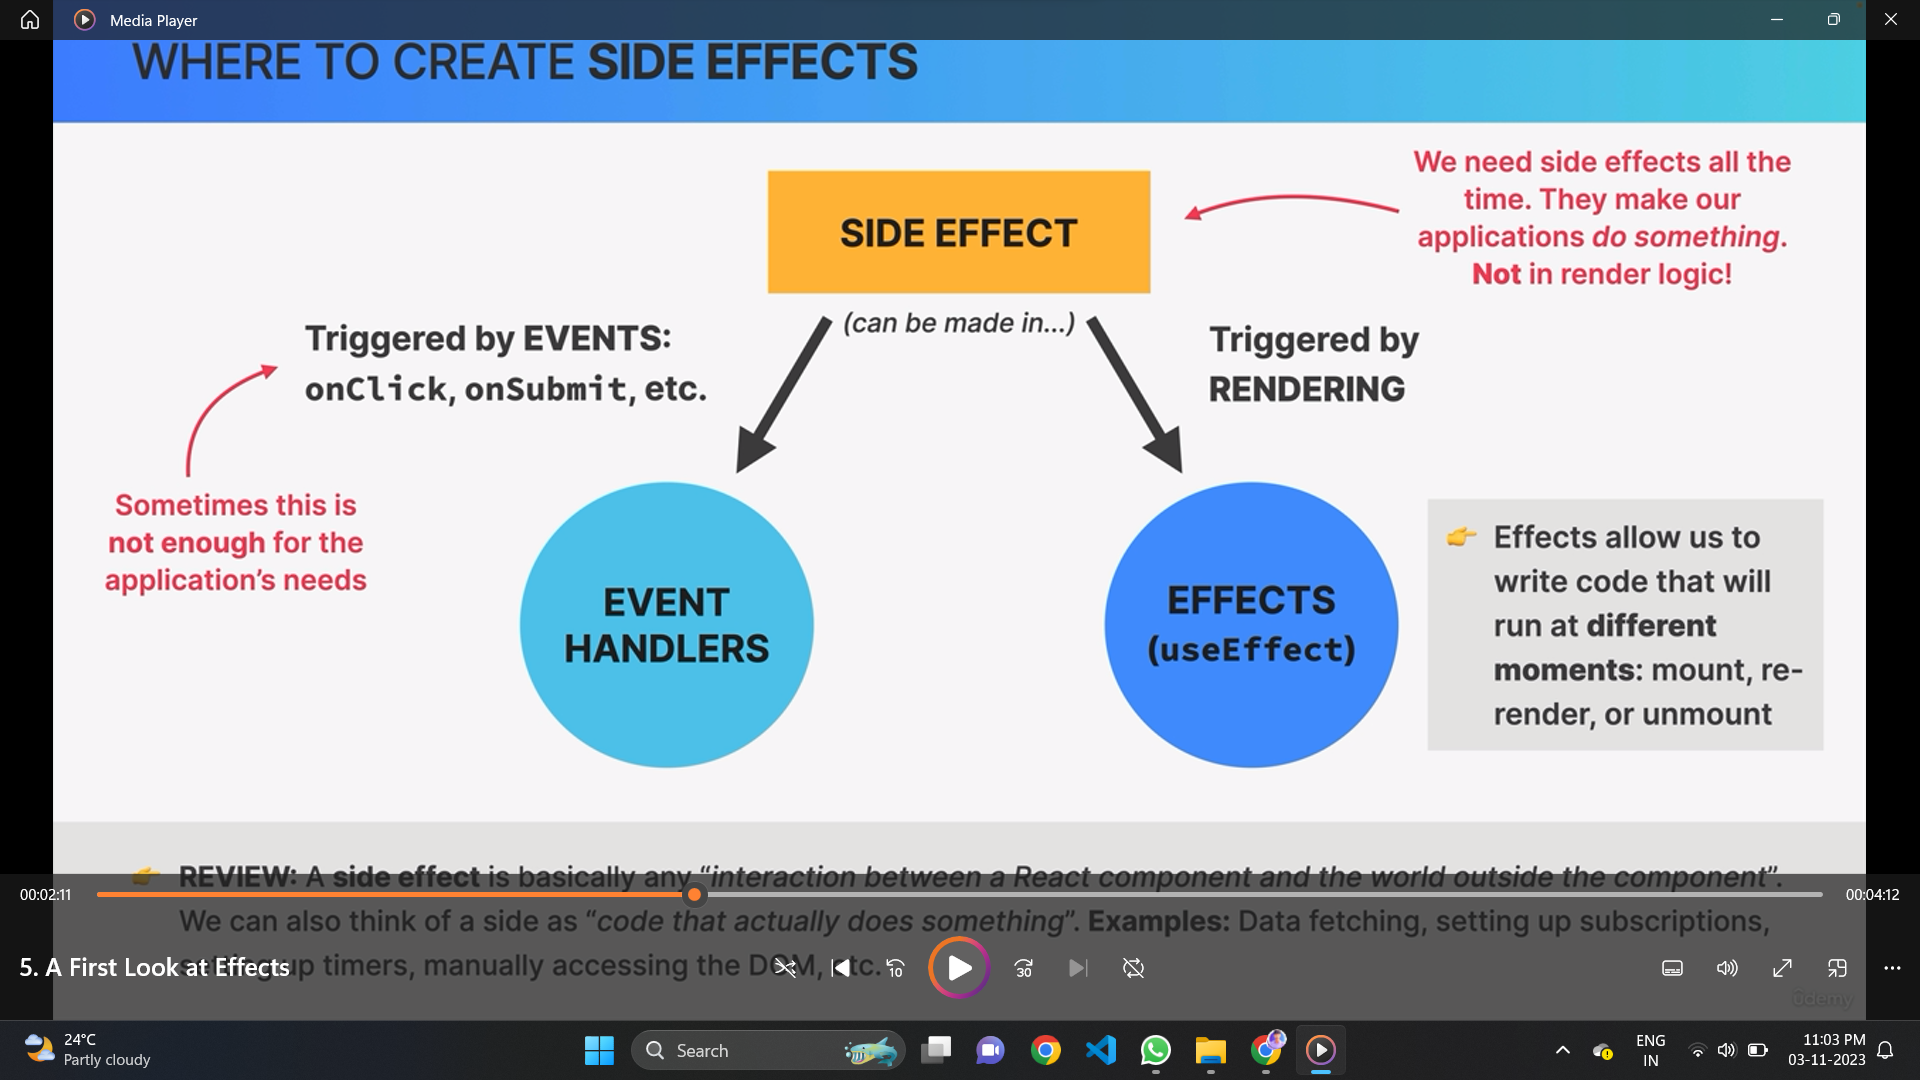 Media Player
WHERE TO CREATE SIDE EFFECTS
We need side effects all the
time. They make our
applications do something.
Not in render logic!
SIDE EFFECT
(can be made in...)
Triggered by EVENTS:
onClick, onSubmit, etc.
Triggered by
RENDERING
Sometimes this is
not enough for the
application's needs
EVENT
HANDLERS
EFFECTS
(useEffect)
👉 Effects allow us to
write code that will
run at different
moments: mount, re-
render, or unmount
👉 REVIEW: A side effect is basically any “interaction between a React component and the world outside the component”.
00:02:11
00:04:12
We can also think of a side as “code that actually does something”. Examples: Data fetching, setting up subscriptions,
up timers, manually accessing the DOM, etc.
5. A First Look at Effects
10
30
ûdemy
24°C
Partly cloudy
Search
ENG
IN
11:03 PM
03-11-2023